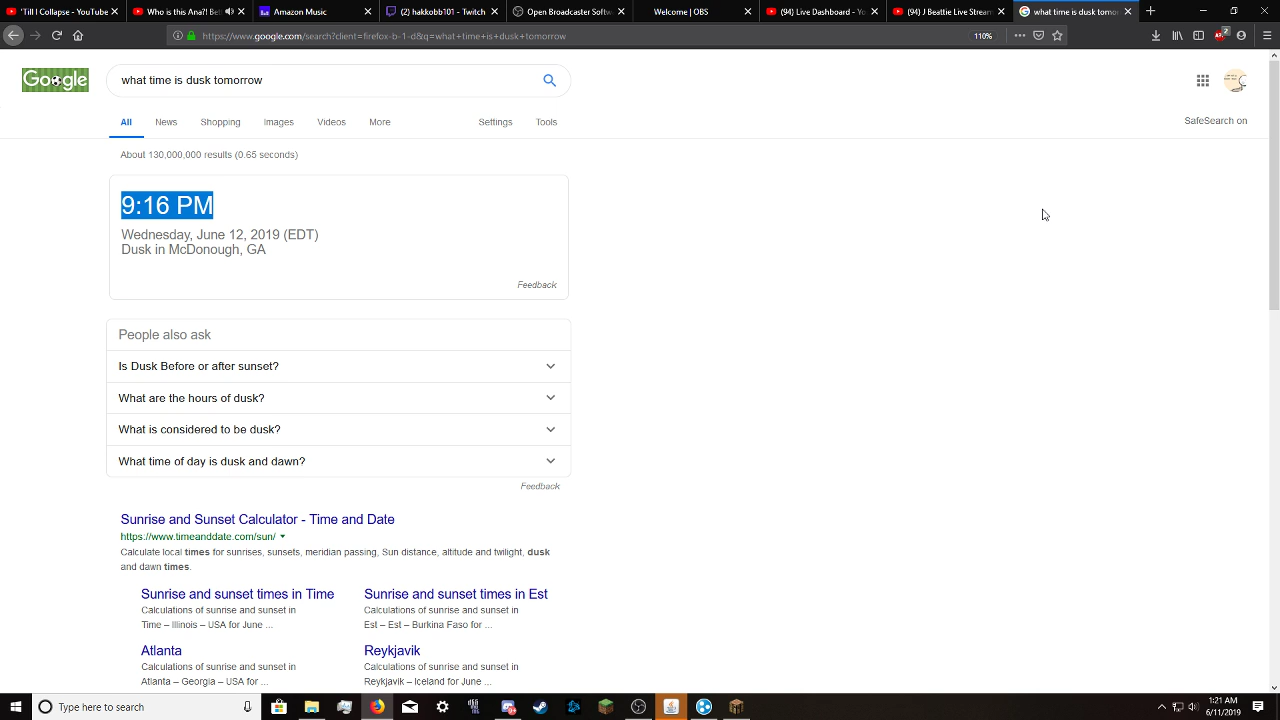 'Till I Collapse - YouTube
Who is this Ana?! Bet
Amazon Music
(2) hakkobb101 - Twitch
Open Broadcaster Softw
Welcome | OBS
(94) Live Dashboard - Yo
(94) J Beattie Live Stream
what time is dusk tomor
https://www.google.com/search?client=firefox-b-1-d&q=what+time+is+dusk+tomorrow
110%
Google
what time is dusk tomorrow
All
News
Shopping
Images
Videos
More
Settings
Tools
SafeSearch on
About 130,000,000 results (0.65 seconds)
9:16 PM
Wednesday, June 12, 2019 (EDT)
Dusk in McDonough, GA
Feedback
People also ask
Is Dusk Before or after sunset?
What are the hours of dusk?
What is considered to be dusk?
What time of day is dusk and dawn?
Feedback
Sunrise and Sunset Calculator - Time and Date
https://www.timeanddate.com/sun/
Calculate local times for sunrises, sunsets, meridian passing, Sun distance, altitude and twilight, dusk
and dawn times.
Sunrise and sunset times in Time
Calculations of sunrise and sunset in
Time – Illinois – USA for June ...
Sunrise and sunset times in Est
Calculations of sunrise and sunset in
Est – Est – Burkina Faso for ...
Atlanta
Calculations of sunrise and sunset in
Atlanta – Georgia – USA for ...
Reykjavik
Calculations of sunrise and sunset in
Reykjavik – Iceland for June ...
Type here to search
1:21 AM
6/11/2019